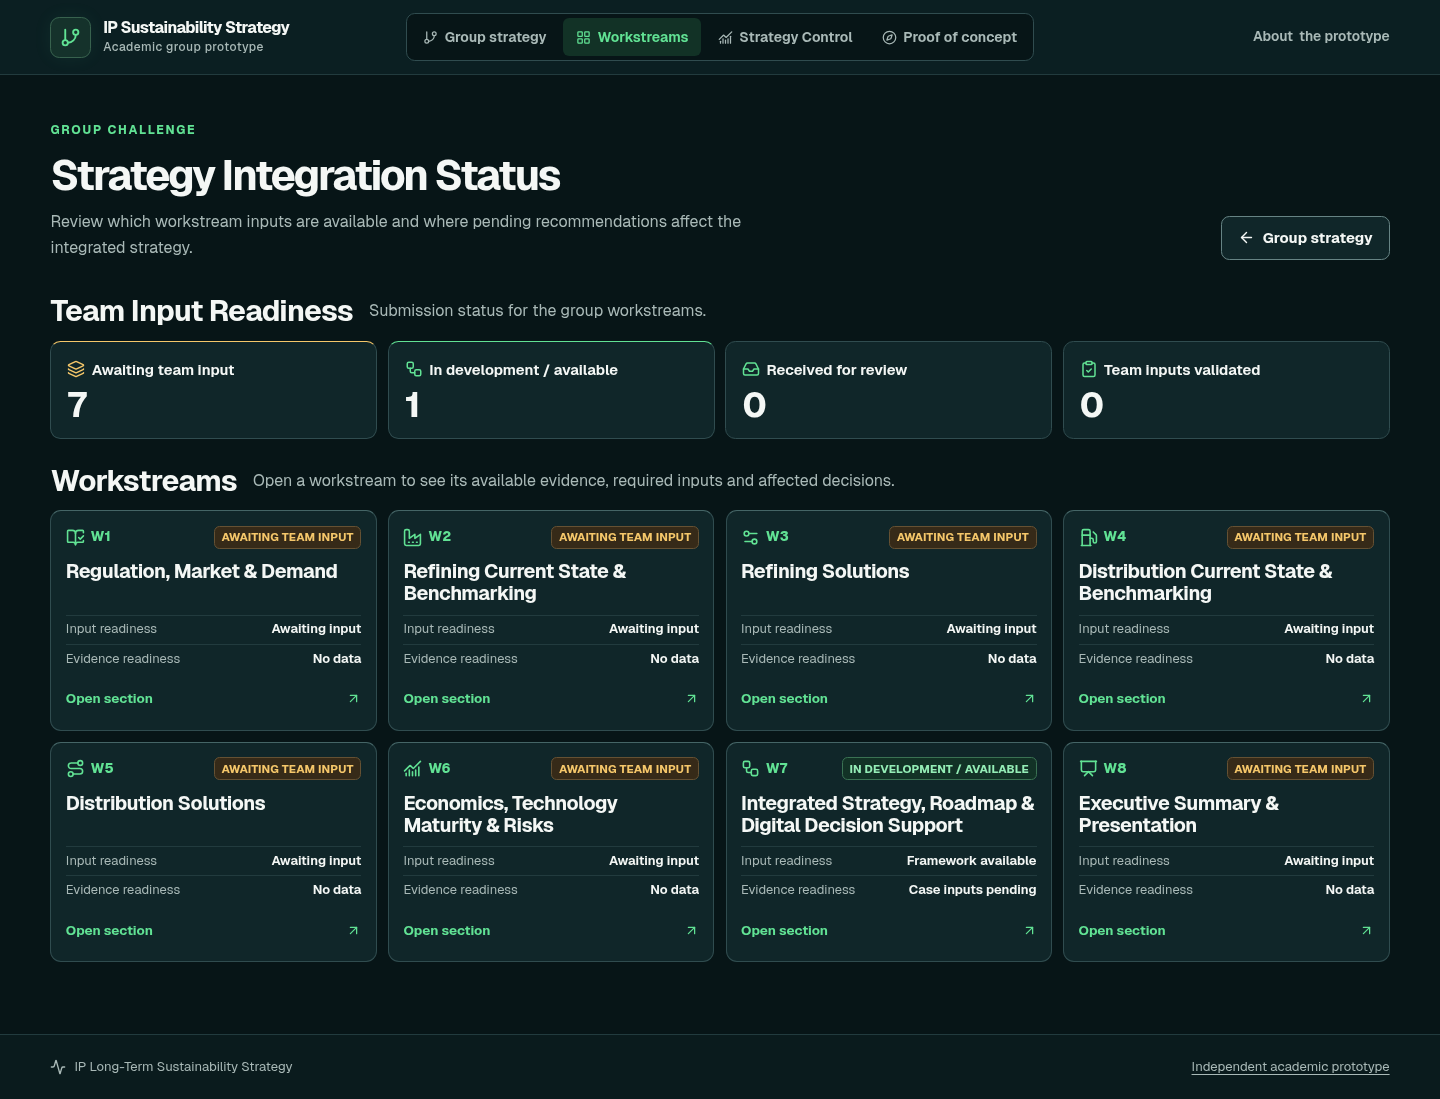 IP Sustainability Strategy
Academic group prototype
Group strategy
Workstreams
Strategy Control
Proof of concept
About the prototype
GROUP CHALLENGE
Strategy Integration Status
Review which workstream inputs are available and where pending recommendations affect the
integrated strategy.
Group strategy
Team Input Readiness
Submission status for the group workstreams.
Awaiting team input
7
In development / available
1
Received for review
0
Team inputs validated
0
Workstreams
Open a workstream to see its available evidence, required inputs and affected decisions.
W1
AWAITING TEAM INPUT
Regulation, Market & Demand
Input readiness
Awaiting input
Evidence readiness
No data
Open section
W2
AWAITING TEAM INPUT
Refining Current State &
Benchmarking
Input readiness
Awaiting input
Evidence readiness
No data
Open section
W3
AWAITING TEAM INPUT
Refining Solutions
Input readiness
Awaiting input
Evidence readiness
No data
Open section
W4
AWAITING TEAM INPUT
Distribution Current State &
Benchmarking
Input readiness
Awaiting input
Evidence readiness
No data
Open section
W5
AWAITING TEAM INPUT
Distribution Solutions
Input readiness
Awaiting input
Evidence readiness
No data
Open section
W6
AWAITING TEAM INPUT
Economics, Technology
Maturity & Risks
Input readiness
Awaiting input
Evidence readiness
No data
Open section
W7
IN DEVELOPMENT / AVAILABLE
Integrated Strategy, Roadmap &
Digital Decision Support
Input readiness
Framework available
Evidence readiness
Case inputs pending
Open section
W8
AWAITING TEAM INPUT
Executive Summary &
Presentation
Input readiness
Awaiting input
Evidence readiness
No data
Open section
IP Long-Term Sustainability Strategy
Independent academic prototype